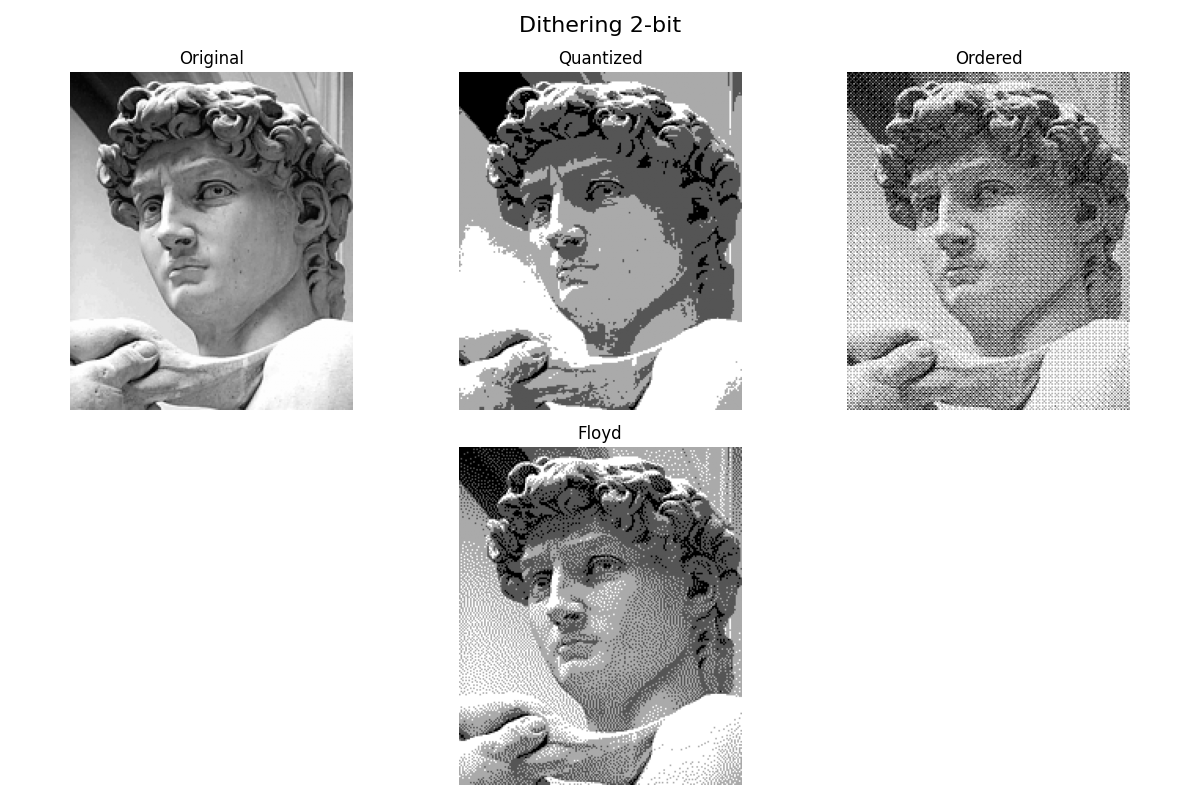 Dithering 2-bit
Original
Quantized
Ordered
Floyd